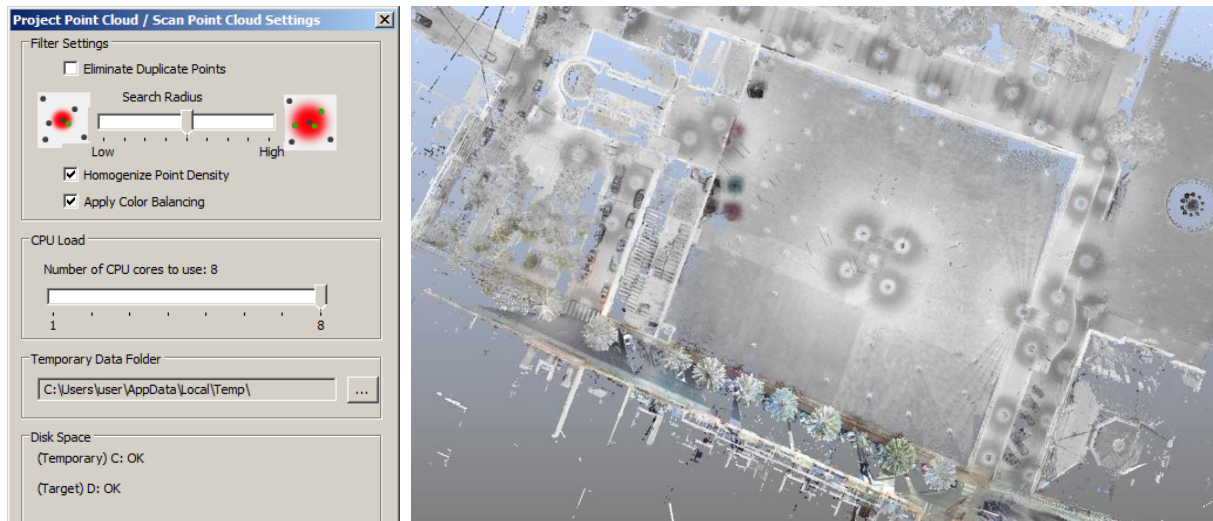 Project Point Cloud / Scan Point Cloud Settings
Filter Settings
Eliminate Duplicate Points
Search Radius
Low High
Homogenize Point Density
Apply Color Balancing
CPU Load
Number of CPU cores to use: 8
1 8
Temporary Data Folder
C:\Users\user\AppData\Local\Temp\ ...
Disk Space
(Temporary) C: OK
(Target) D: OK